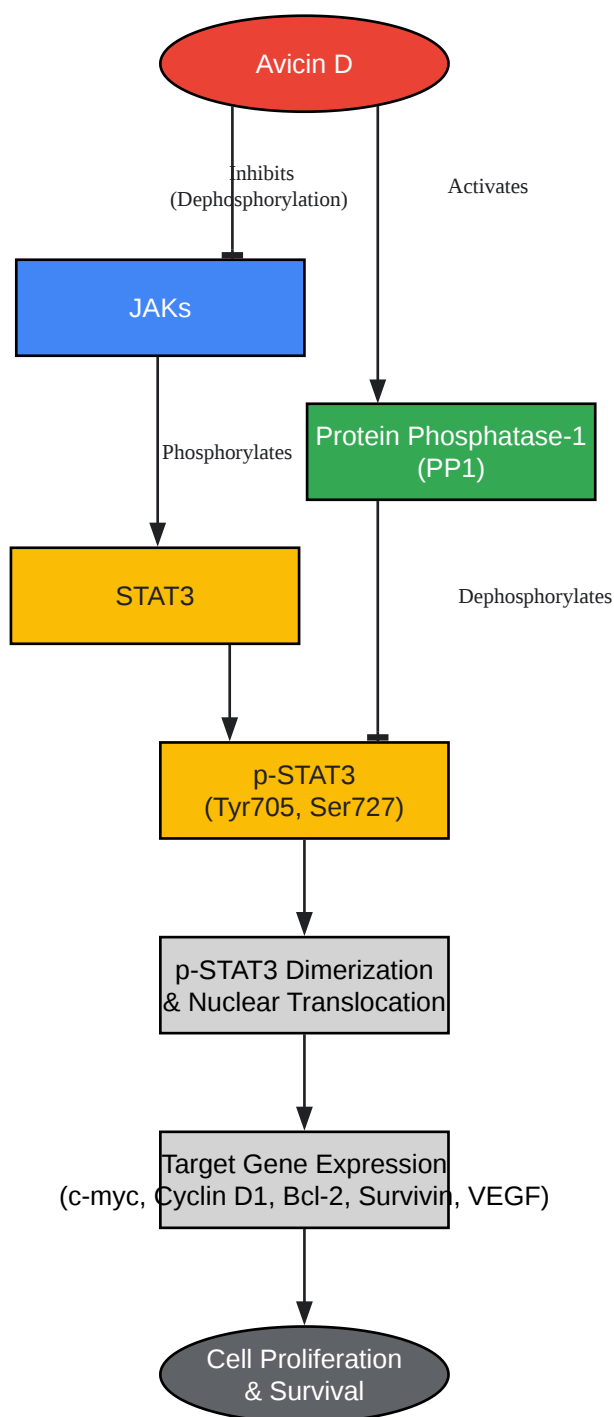 Avicin D
Inhibits
(Dephosphorylation)
Activates
JAKs
Protein Phosphatase-1
(PP1)
Phosphorylates
STAT3
Dephosphorylates
p-STAT3
(Tyr705, Ser727)
p-STAT3 Dimerization
& Nuclear Translocation
Target Gene Expression
(c-myc, Cyclin D1, Bcl-2, Survivin, VEGF)
Cell Proliferation
& Survival